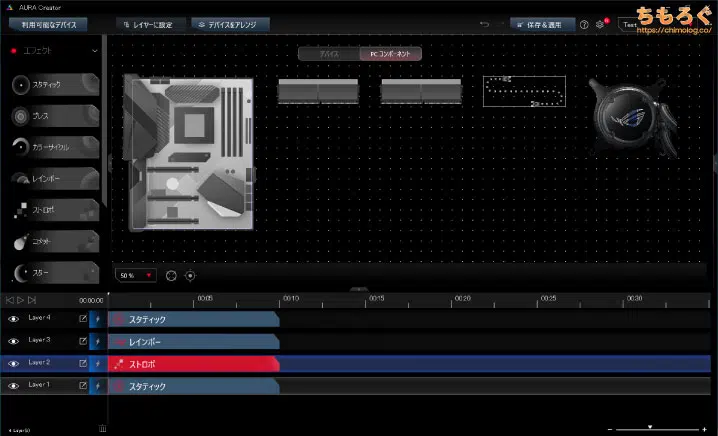 AURA Creator
利用可能なデバイス
レイヤーに設定
デバイスをアレンジ
保存＆適用
Test
ちもろぐ
https://chimolog.co/
エフェクト
デバイス
PC コンポーネント
スタティック
ブレス
カラーサイクル
レインボー
ストロボ
コメット
スター
50 %
00:00:00
00:05
00:10
00:15
00:20
00:25
00:30
Layer 4
スタティック
Layer 3
レインボー
Layer 2
ストロボ
Layer 1
スタティック
4 Layer(s)